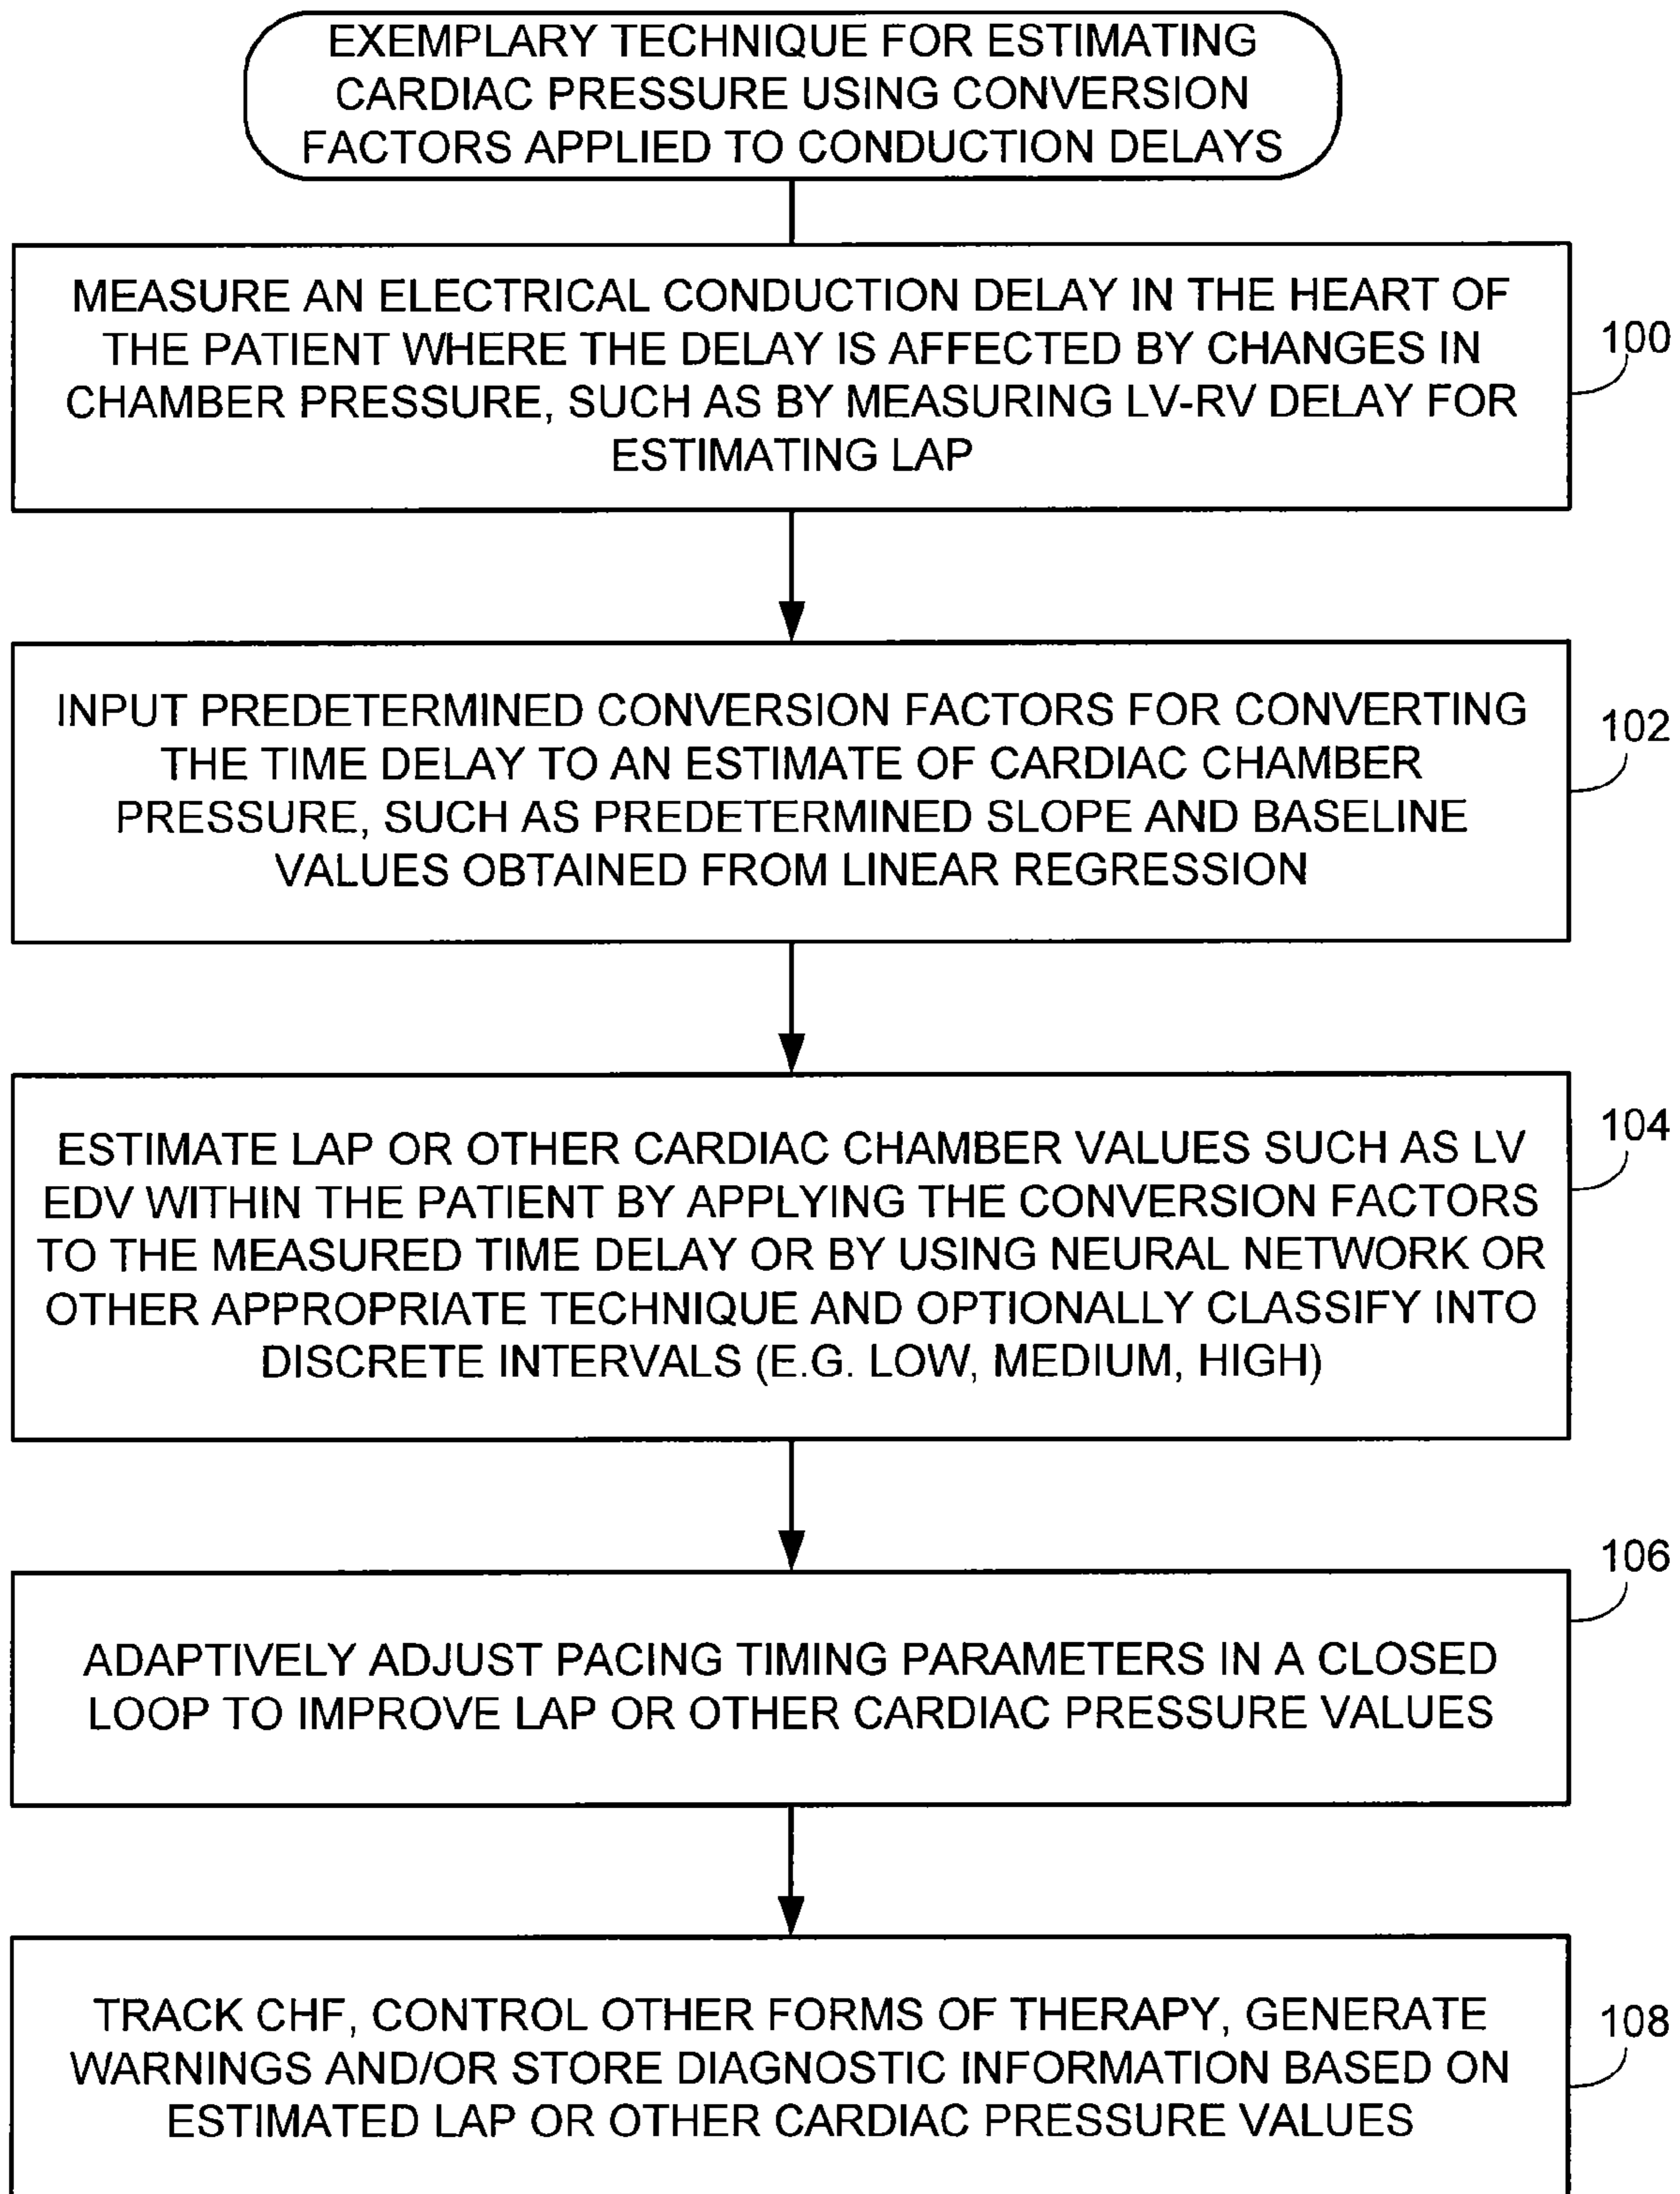 EXEMPLARY TECHNIQUE FOR ESTIMATING
CARDIAC PRESSURE USING CONVERSION
FACTORS APPLIED TO CONDUCTION DELAYS
MEASURE AN ELECTRICAL CONDUCTION DELAY IN THE HEART OF
THE PATIENT WHERE THE DELAY IS AFFECTED BY CHANGES IN
CHAMBER PRESSURE, SUCH AS BY MEASURING LV-RV DELAY FOR
ESTIMATING LAP
100
INPUT PREDETERMINED CONVERSION FACTORS FOR CONVERTING
THE TIME DELAY TO AN ESTIMATE OF CARDIAC CHAMBER
PRESSURE, SUCH AS PREDETERMINED SLOPE AND BASELINE
VALUES OBTAINED FROM LINEAR REGRESSION
102
ESTIMATE LAP OR OTHER CARDIAC CHAMBER VALUES SUCH AS LV
EDV WITHIN THE PATIENT BY APPLYING THE CONVERSION FACTORS
TO THE MEASURED TIME DELAY OR BY USING NEURAL NETWORK OR
OTHER APPROPRIATE TECHNIQUE AND OPTIONALLY CLASSIFY INTO
DISCRETE INTERVALS (E.G. LOW, MEDIUM, HIGH)
104
ADAPTIVELY ADJUST PACING TIMING PARAMETERS IN A CLOSED
LOOP TO IMPROVE LAP OR OTHER CARDIAC PRESSURE VALUES
106
TRACK CHF, CONTROL OTHER FORMS OF THERAPY, GENERATE
WARNINGS AND/OR STORE DIAGNOSTIC INFORMATION BASED ON
ESTIMATED LAP OR OTHER CARDIAC PRESSURE VALUES
108